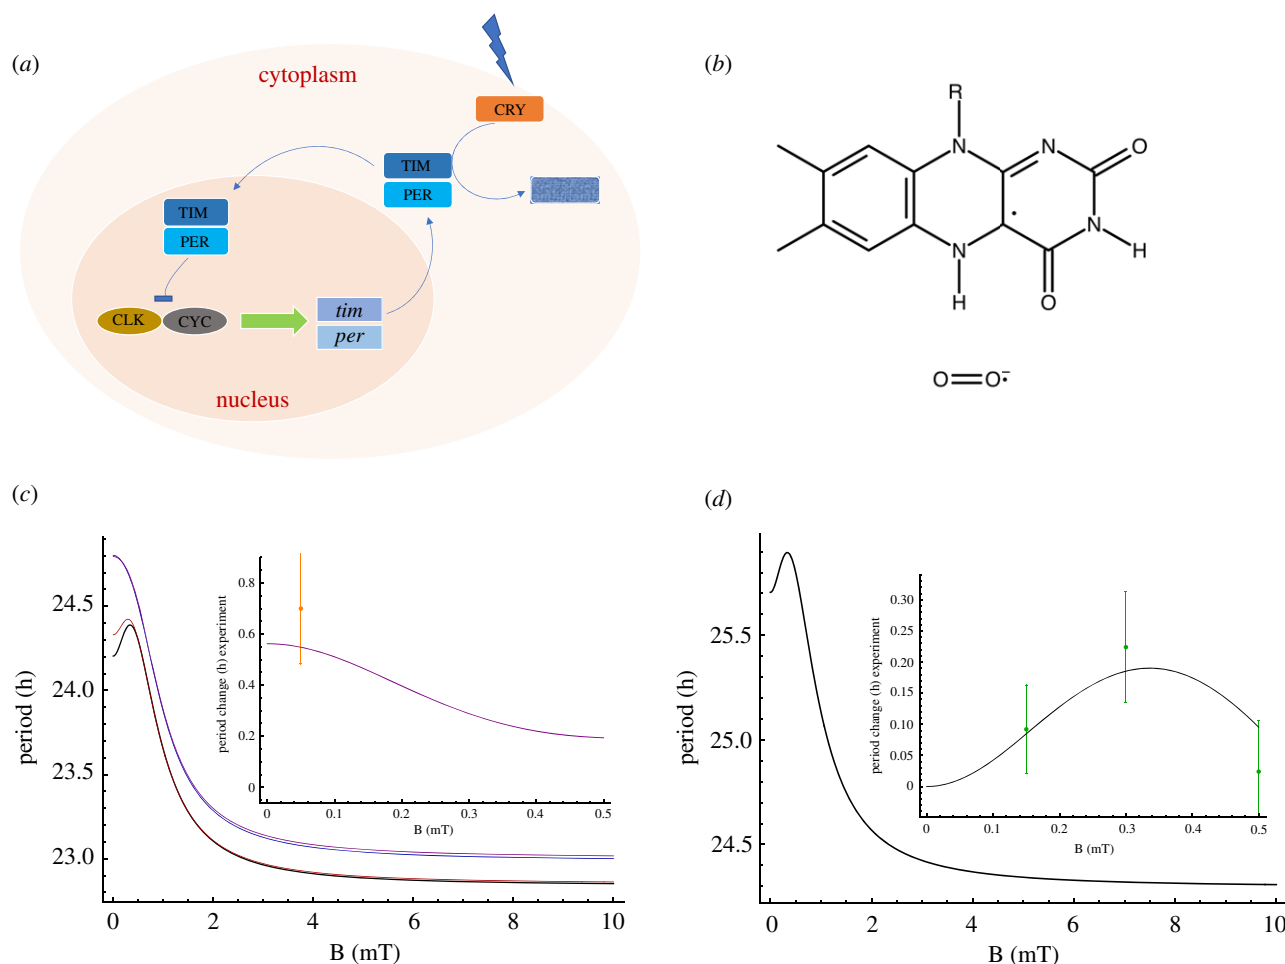 (a)
cytoplasm
CRY
TIM
PER
TIM
PER
CLK
CYC
tim
per
nucleus
(b)
R
N
N
O
N
N
H
H
O
O
O
−
(c)
period (h)
24.5
24.0
23.5
23.0
0
2
4
6
8
10
B (mT)
period change (h) experiment
0.8
0.6
0.4
0.2
0
0
0.1
0.2
0.3
0.4
0.5
B (mT)
(d)
period (h)
25.5
25.0
24.5
0
2
4
6
8
10
B (mT)
period change (h) experiment
0.30
0.25
0.20
0.15
0.10
0.05
0
0
0.1
0.2
0.3
0.4
0.5
B (mT)